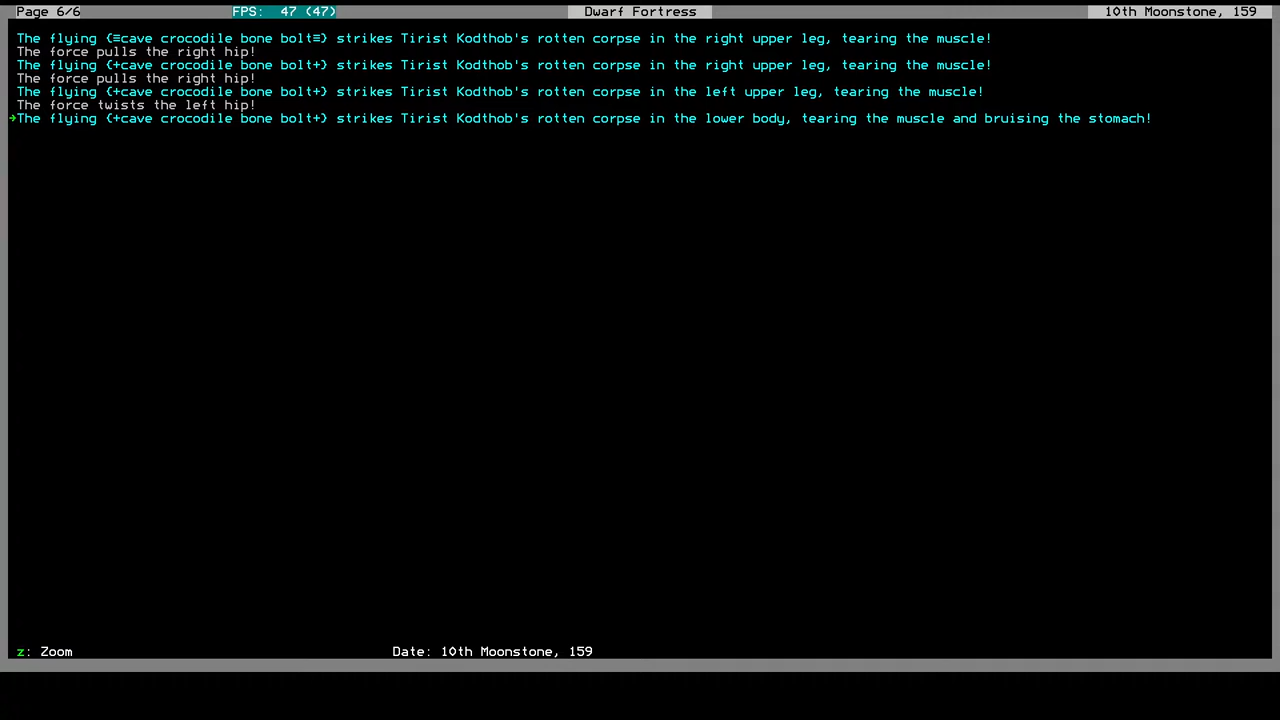 Page 6/6 FPS: 47 (47) Dwarf Fortress 10th Moonstone, 159
The flying {≡cave crocodile bone bolt≡} strikes Tirist Kodthob's rotten corpse in the right upper leg, tearing the muscle!
The force pulls the right hip!
The flying {+cave crocodile bone bolt+} strikes Tirist Kodthob's rotten corpse in the right upper leg, tearing the muscle!
The force pulls the right hip!
The flying {+cave crocodile bone bolt+} strikes Tirist Kodthob's rotten corpse in the left upper leg, tearing the muscle!
The force twists the left hip!
→The flying {+cave crocodile bone bolt+} strikes Tirist Kodthob's rotten corpse in the lower body, tearing the muscle and bruising the stomach!
z: Zoom Date: 10th Moonstone, 159